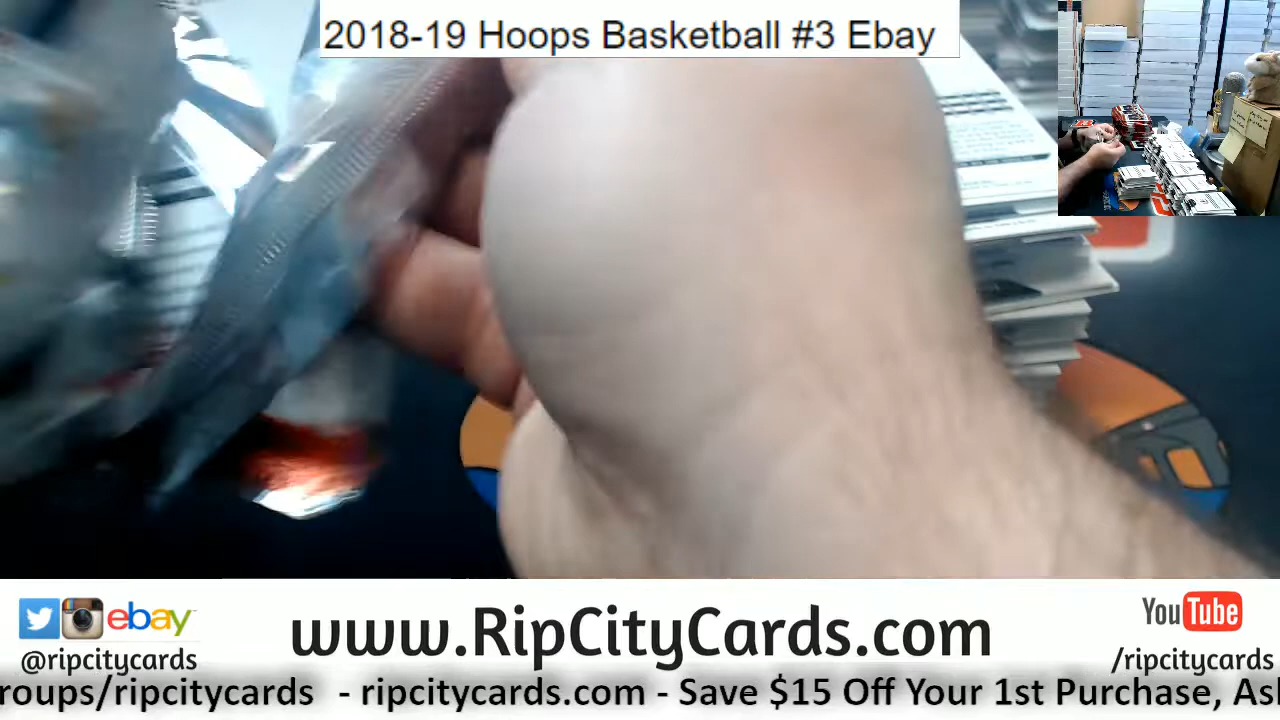 2018-19 Hoops Basketball #3 Ebay
ebay
@ripcitycards
www.RipCityCards.com
YouTube
/ripcitycards
roups/ripcitycards - ripcitycards.com - Save $15 Off Your 1st Purchase, As